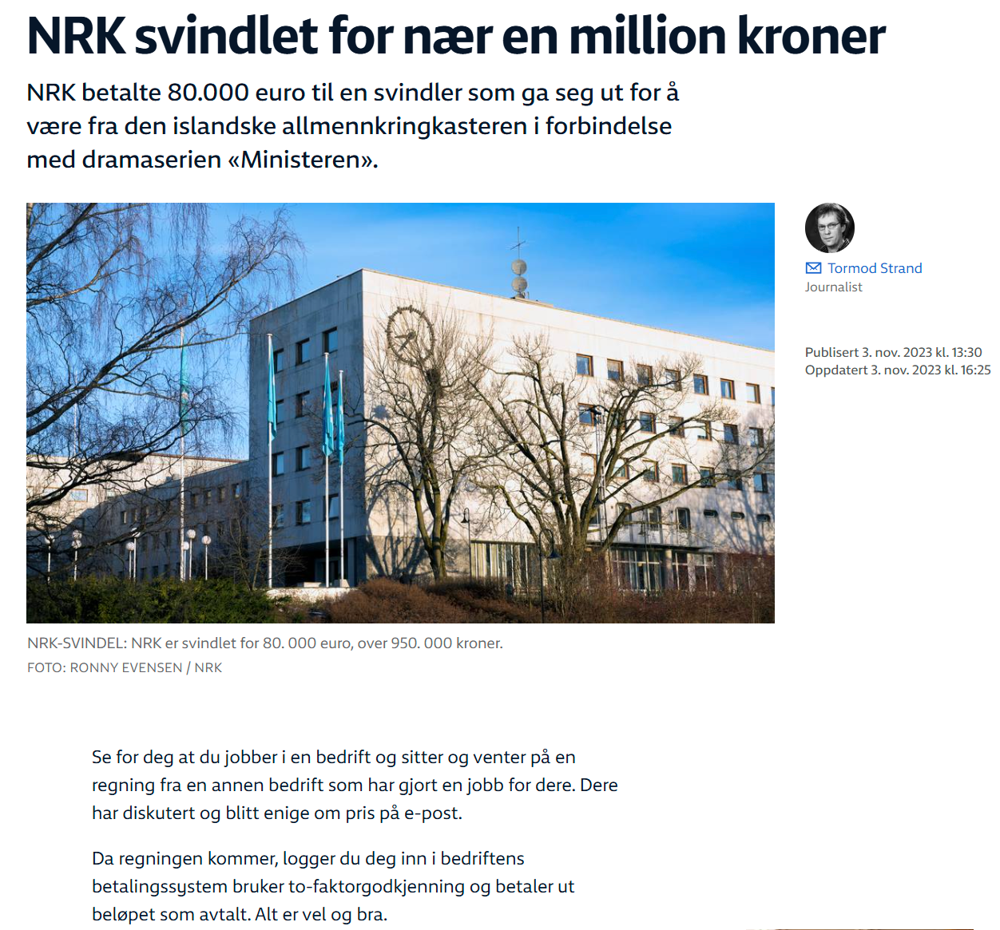 NRK svindlet for nær en million kroner
NRK betalte 80.000 euro til en svindler som ga seg ut for å
være fra den islandske allmennkringkasteren i forbindelse
med dramaserien «Ministeren».
Tormod Strand
Journalist
Publisert 3. nov. 2023 kl. 13:30
Oppdatert 3. nov. 2023 kl. 16:25
NRK-SVINDEL: NRK er svindlet for 80. 000 euro, over 950. 000 kroner.
FOTO: RONNY EVENSEN / NRK
Se for deg at du jobber i en bedrift og sitter og venter på en
regning fra en annen bedrift som har gjort en jobb for dere. Dere
har diskutert og blitt enige om pris på e-post.
Da regningen kommer, logger du deg inn i bedriftens
betalingssystem bruker to-faktorgodkjenning og betaler ut
beløpet som avtalt. Alt er vel og bra.